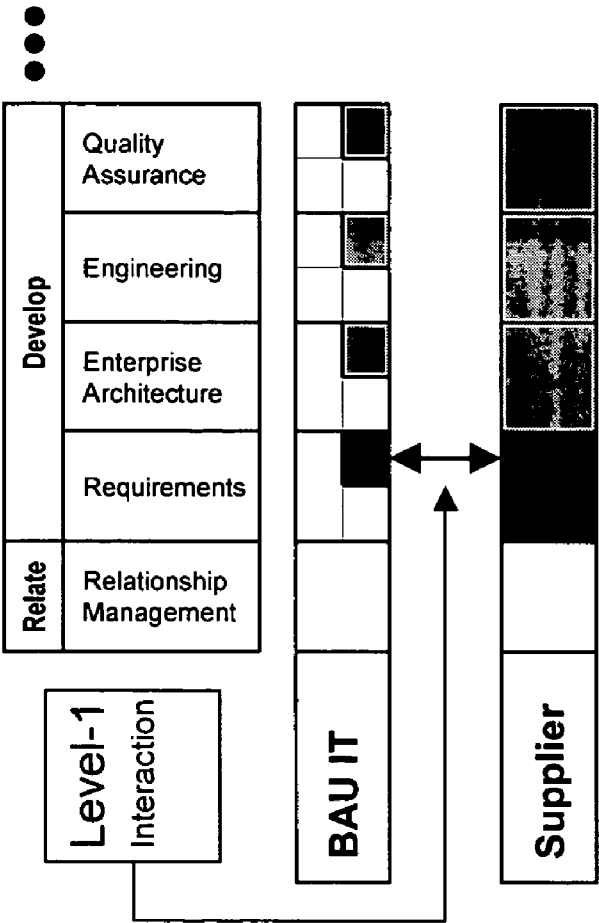 Develop
Quality
Assurance
Engineering
Enterprise
Architecture
Requirements
Relate
Relationship
Management
Level-1
Interaction
BAU IT
Supplier